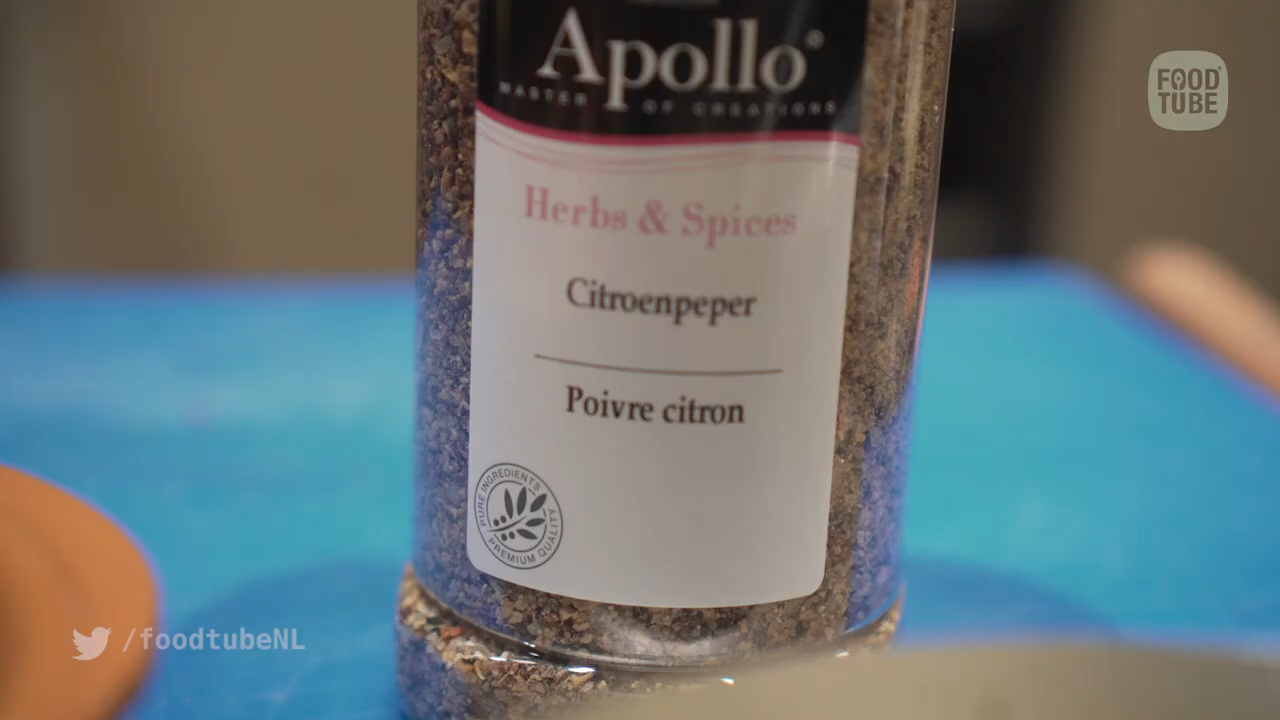 Apollo®
MASTER OF CREATIONS
Herbs & Spices
Citroenpeper
Poivre citron
PURE INGREDIENTS
PREMIUM QUALITY
FOOD
TUBE
/foodtubeNL